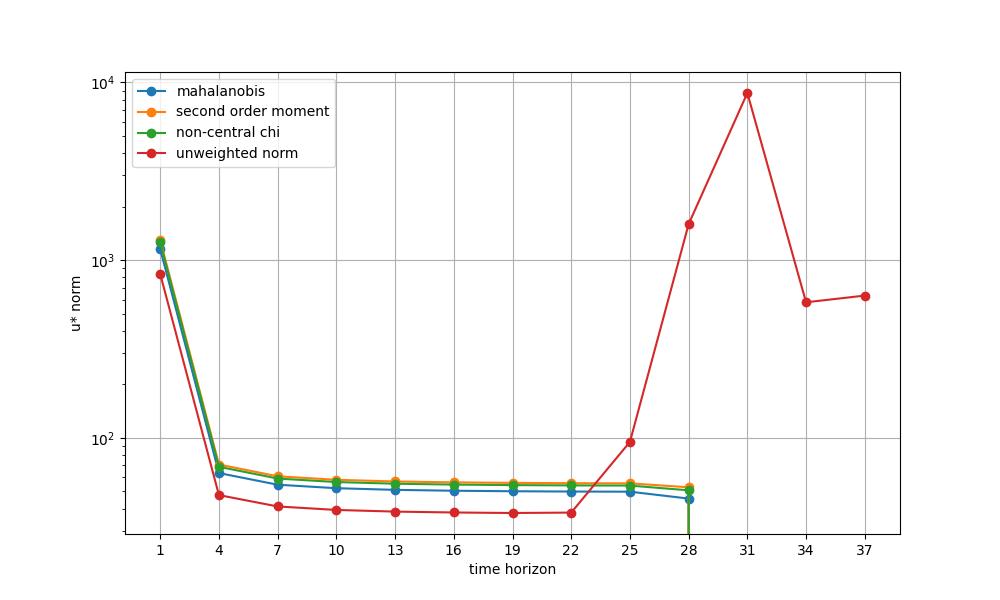 mahalanobis
second order moment
non-central chi
unweighted norm
10⁴
10³
10²
u* norm
1 4 7 10 13 16 19 22 25 28 31 34 37
time horizon